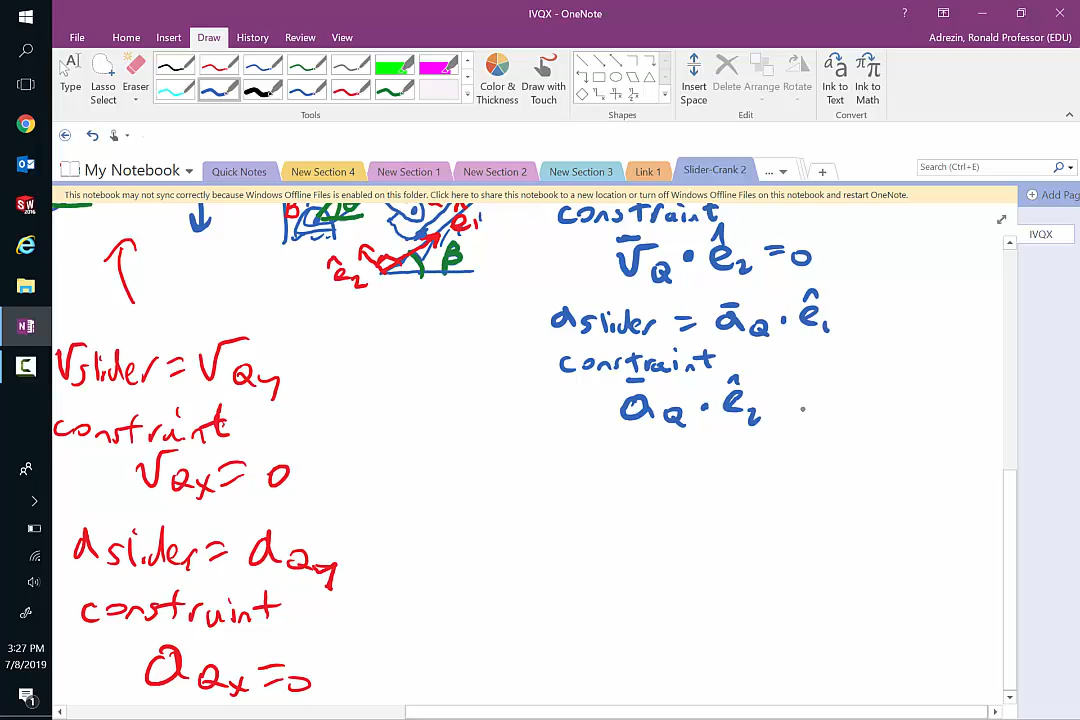 IVQX - OneNote
?
File Home Insert Draw History Review View
Adrezin, Ronald Professor (EDU)
Type
Lasso Select
Eraser
Color & Thickness
Draw with Touch
Insert Space
Delete
Arrange
Rotate
Ink to Text
Ink to Math
Tools
Shapes
Edit
Convert
My Notebook
Quick Notes
New Section 4
New Section 1
New Section 2
New Section 3
Link 1
Slider-Crank 2
...
Search (Ctrl+E)
This notebook may not sync correctly because Windows Offline Files is enabled on this folder. Click here to share this notebook to a new location or turn off Windows Offline Files on this notebook and restart OneNote.
Add Pag
IVQX
ê1
ê2
β
Vslider = VQy
constraint
VQx = 0
aslider = aQy
constraint
aQx = 0
constraint
V̄Q · ê2 = 0
aslider = āQ · ê1
constraint
āQ · ê2
SW
2016
3:27 PM
7/8/2019
1